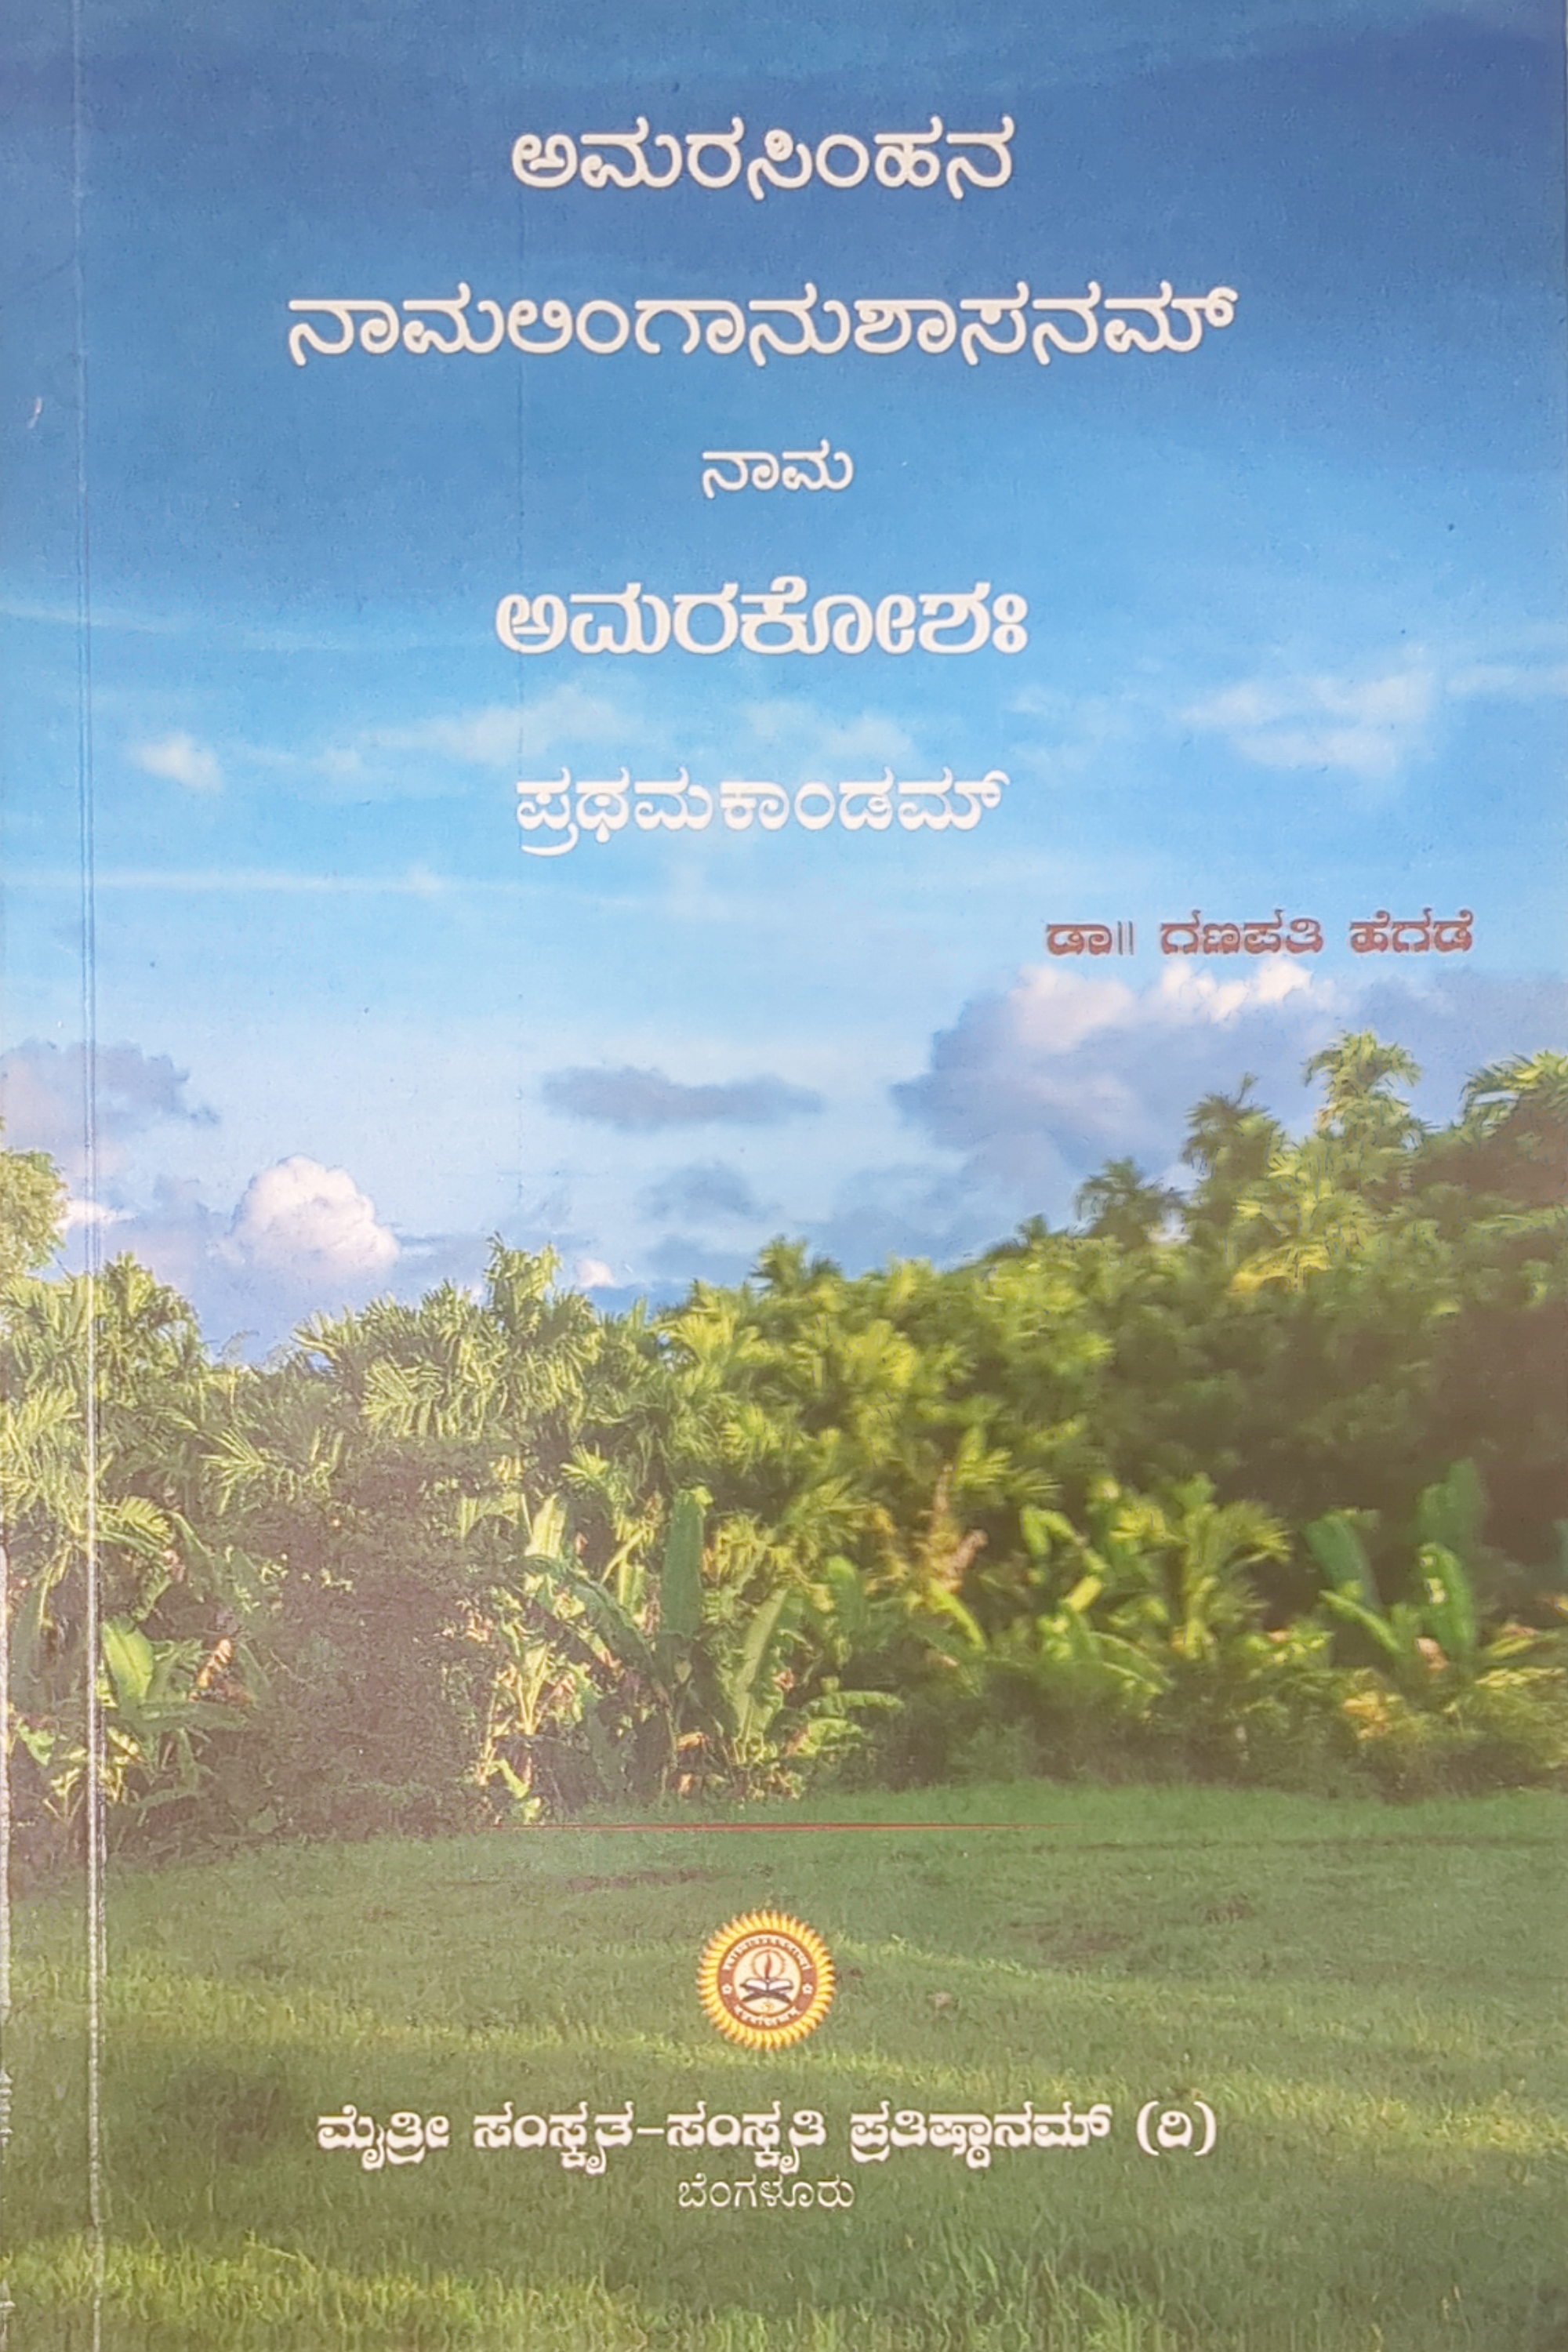 ಅಮರಸಿಂಹನ
ನಾಮಲಿಂಗಾನುಶಾಸನಮ್
ನಾಮ
ಅಮರಕೋಶಃ
ಪ್ರಥಮಕಾಂಡಮ್
ಡಾ|| ಗಣಪತಿ ಹೆಗಡೆ
ಮೈತ್ರೀ ಸಂಸ್ಕೃತ-ಸಂಸ್ಕೃತಿ ಪ್ರತಿಷ್ಠಾನಮ್ (ರಿ)
ಬೆಂಗಳೂರು